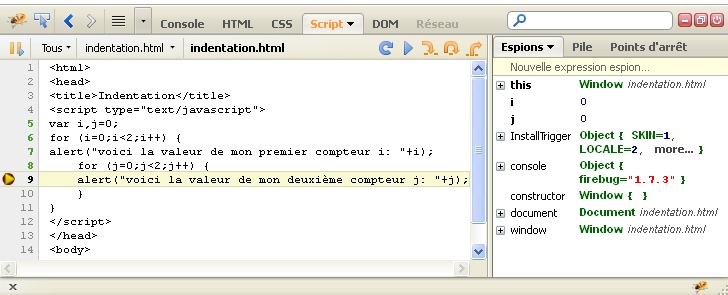 Console HTML CSS Script DOM Réseau
Tous indentation.html indentation.html
1 <html>
2 <head>
3 <title>Indentation</title>
4 <script type="text/javascript">
5 var i,j=0;
6 for (i=0;i<2;i++) {
7 alert("voici la valeur de mon premier compteur i: "+i);
8 for (j=0;j<2;j++) {
9 alert("voici la valeur de mon deuxième compteur j: "+j);
10 }
11 }
12 </script>
13 </head>
14 <body>
Espions Pile Points d'arrêt
Nouvelle expression espion...
this Window indentation.html
i 0
j 0
InstallTrigger Object { SKIN=1,
LOCALE=2, more... }
console Object {
firebug="1.7.3" }
constructor Window { }
document Document indentation.html
window Window indentation.html